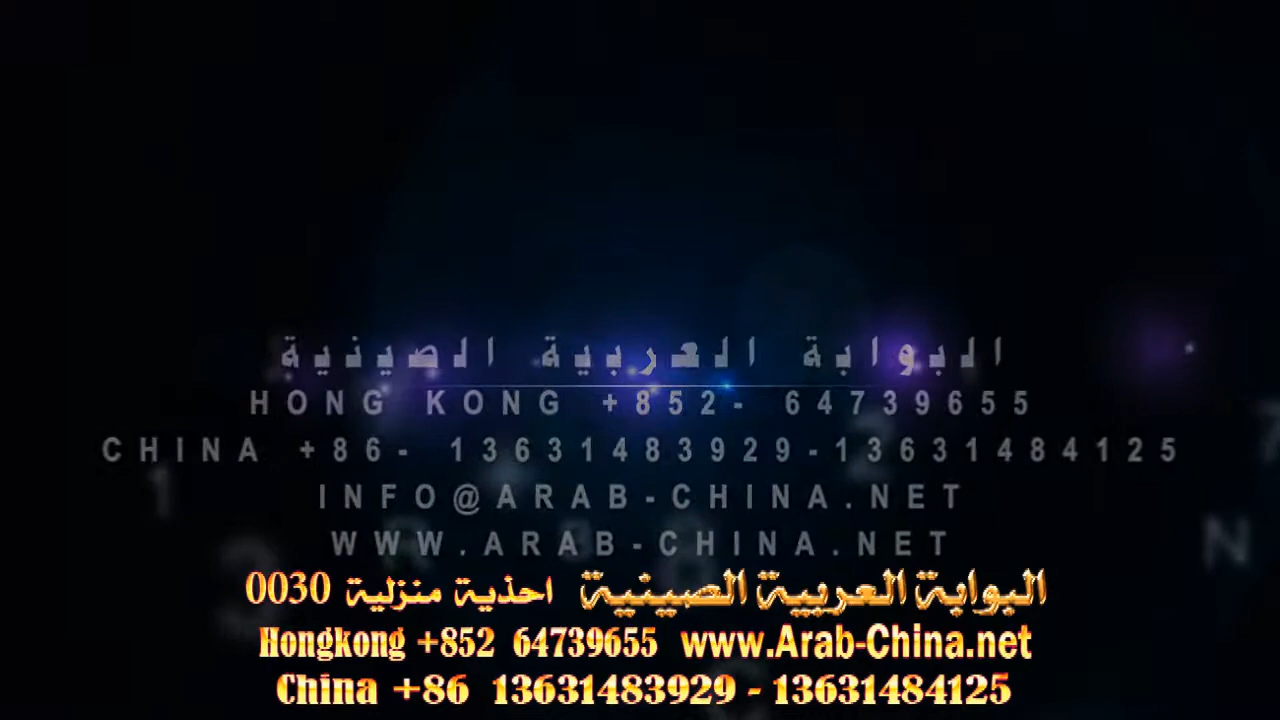 البوابة العربية الصينية
HONG KONG +852- 64739655
CHINA +86- 13631483929-13631484125
INFO@ARAB-CHINA.NET
WWW.ARAB-CHINA.NET
البوابة العربية الصينية احذية منزلية 0030
Hongkong +852 64739655 www.Arab-China.net
China +86 13631483929 - 13631484125